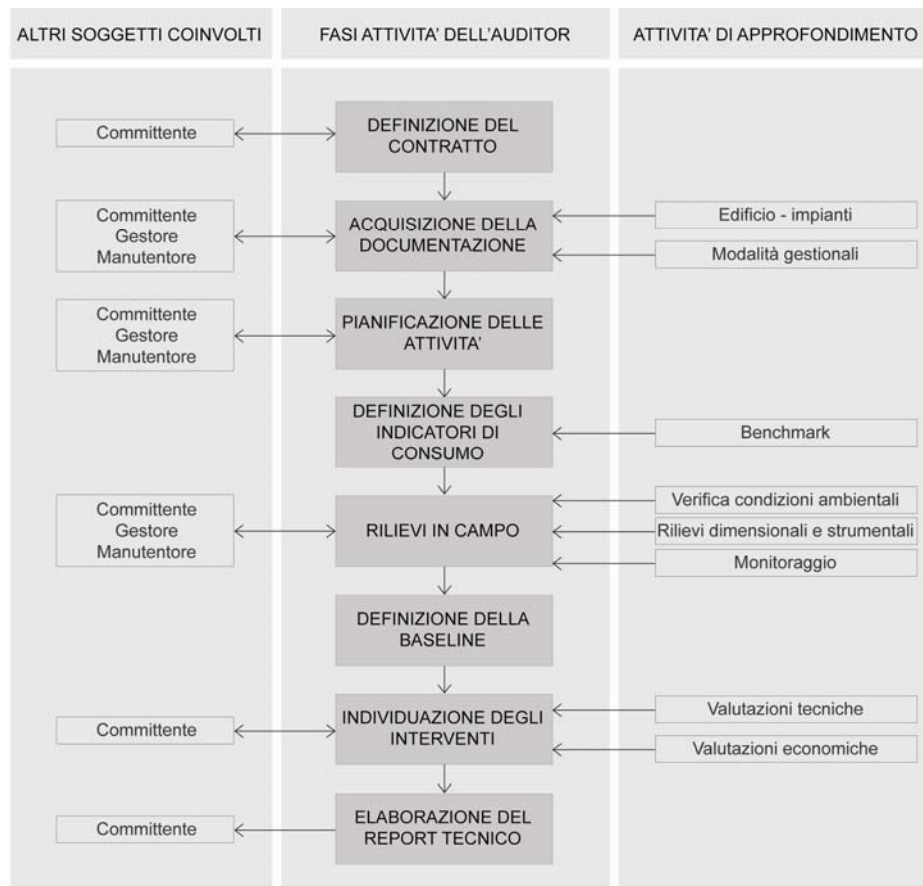 ALTRI SOGGETTI COINVOLTI
FASI ATTIVITA' DELL'AUDITOR
ATTIVITA' DI APPROFONDIMENTO
Committente
DEFINIZIONE DEL
CONTRATTO
Committente
Gestore
Manutentore
ACQUISIZIONE DELLA
DOCUMENTAZIONE
Edificio - impianti
Modalità gestionali
Committente
Gestore
Manutentore
PIANIFICAZIONE DELLE
ATTIVITA'
DEFINIZIONE DEGLI
INDICATORI DI
CONSUMO
Benchmark
Committente
Gestore
Manutentore
RILIEVI IN CAMPO
Verifica condizioni ambientali
Rilievi dimensionali e strumentali
Monitoraggio
DEFINIZIONE DELLA
BASELINE
Committente
INDIVIDUAZIONE DEGLI
INTERVENTI
Valutazioni tecniche
Valutazioni economiche
Committente
ELABORAZIONE DEL
REPORT TECNICO